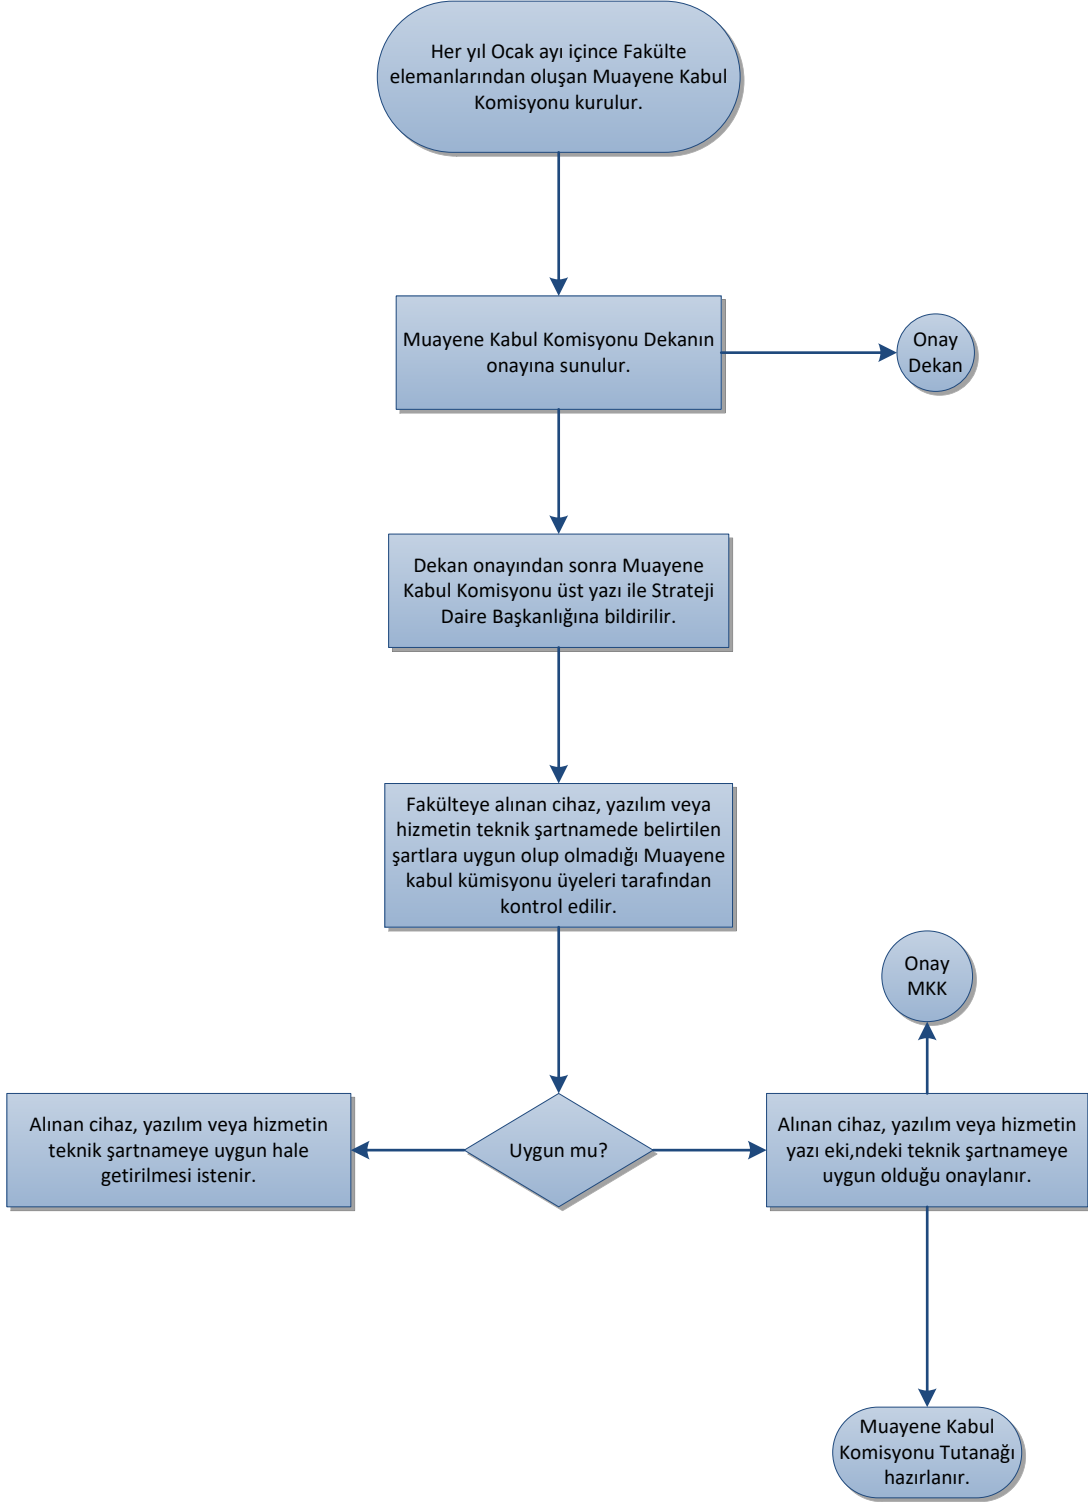 Her yıl Ocak ayı içince Fakülte
elemanlarından oluşan Muayene Kabul
Komisyonu kurulur.
Muayene Kabul Komisyonu Dekanın
onayına sunulur.
Onay
Dekan
Dekan onayından sonra Muayene
Kabul Komisyonu üst yazı ile Strateji
Daire Başkanlığına bildirilir.
Fakülteye alınan cihaz, yazılım veya
hizmetin teknik şartnamede belirtilen
şartlara uygun olup olmadığı Muayene
kabul kümisyonu üyeleri tarafından
kontrol edilir.
Onay
MKK
Alınan cihaz, yazılım veya hizmetin
teknik şartnameye uygun hale
getirilmesi istenir.
Uygun mu?
Alınan cihaz, yazılım veya hizmetin
yazı eki,ndeki teknik şartnameye
uygun olduğu onaylanır.
Muayene Kabul
Komisyonu Tutanağı
hazırlanır.